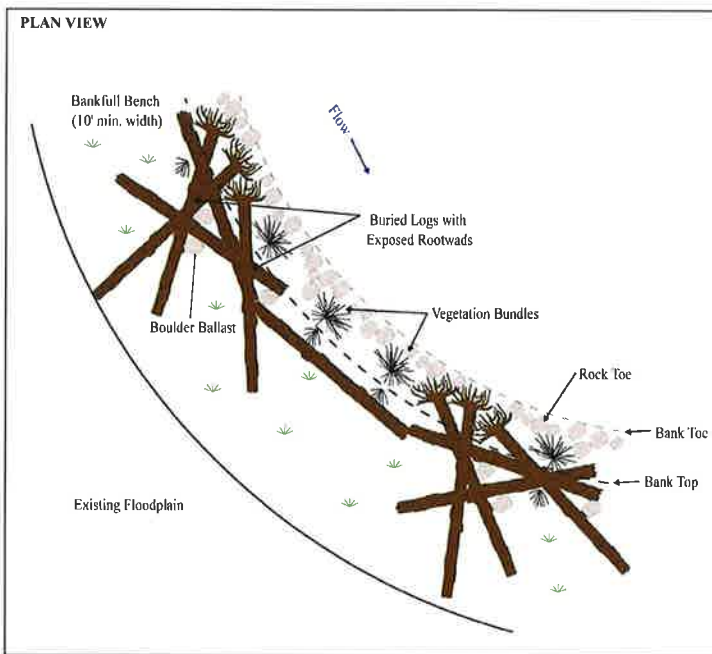 PLAN VIEW
Bankfull Bench
(10' min. width)
Flow
Buried Logs with
Exposed Rootwads
Boulder Ballast
Vegetation Bundles
Rock Toe
Bank Toe
Bank Top
Existing Floodplain